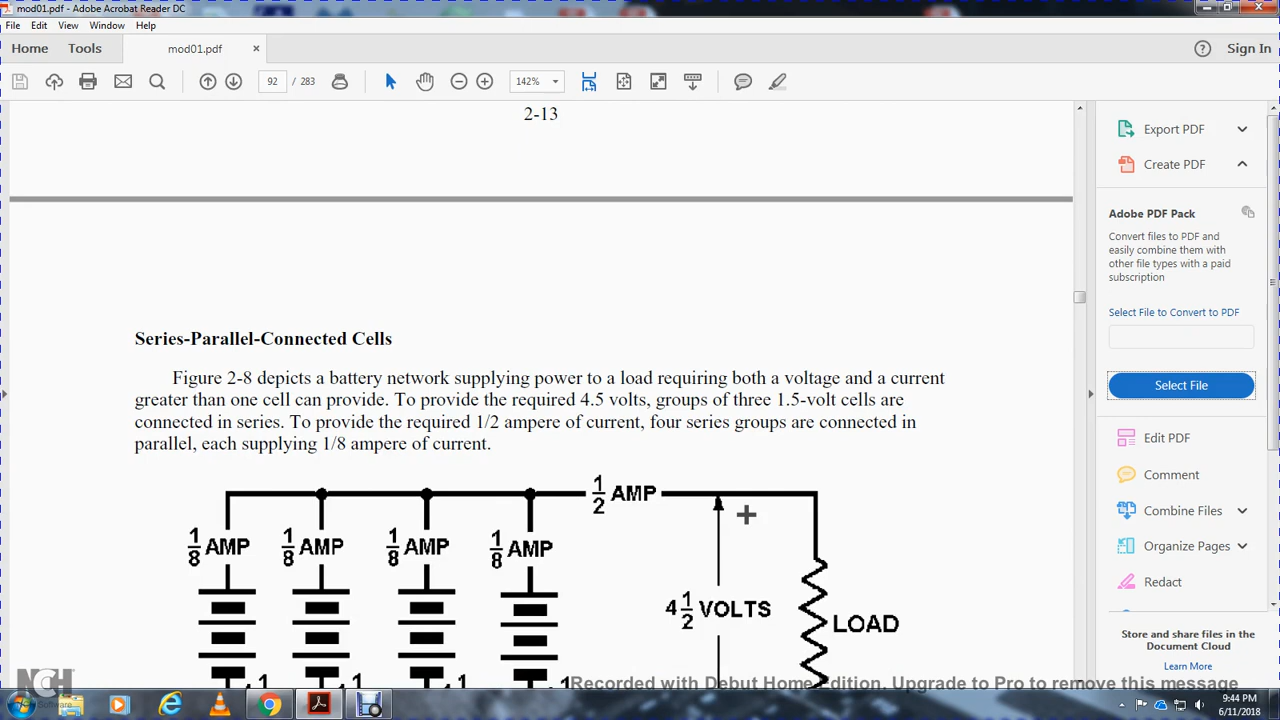 mod01.pdf - Adobe Acrobat Reader DC
File Edit View Window Help
Home Tools mod01.pdf × ? Sign In
92 / 283 142%
2-13
Series-Parallel-Connected Cells
Figure 2-8 depicts a battery network supplying power to a load requiring both a voltage and a current
greater than one cell can provide. To provide the required 4.5 volts, groups of three 1.5-volt cells are
connected in series. To provide the required 1/2 ampere of current, four series groups are connected in
parallel, each supplying 1/8 ampere of current.
1/2 AMP
+
1/8 AMP 1/8 AMP 1/8 AMP 1/8 AMP
4 1/2 VOLTS
LOAD
+ 1
Export PDF
Create PDF
Adobe PDF Pack
Convert files to PDF and
easily combine them with
other file types with a paid
subscription
Select File to Convert to PDF
Select File
Edit PDF
Comment
Combine Files
Organize Pages
Redact
Store and share files in the
Document Cloud
Learn More
NCH
Software
Recorded with Debut Home Edition. Upgrade to Pro to remove this message
9:44 PM
6/11/2018